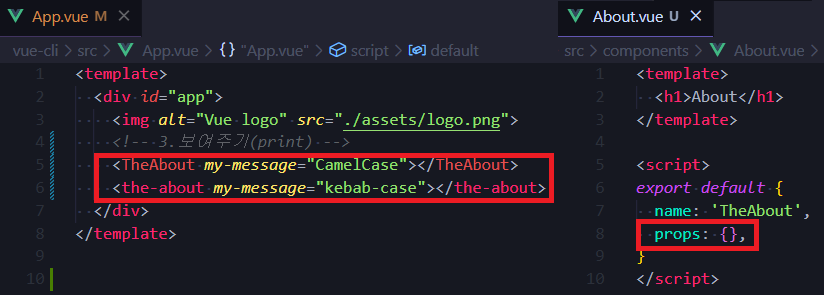 App.vue M
vue-cli > src > App.vue > {} "App.vue" > script > default
1 <template>
2 <div id="app">
3 <img alt="Vue logo" src="./assets/logo.png">
4 <!-- 3.보여주기(print) -->
5 <TheAbout my-message="CamelCase"></TheAbout>
6 <the-about my-message="kebab-case"></the-about>
7 </div>
8 </template>
9
10
About.vue U
src > components > About.vue
1 <template>
2 <h1>About</h1>
3 </template>
4
5 <script>
6 export default {
7 name: 'TheAbout',
8 props: {},
9 }
10 </script>